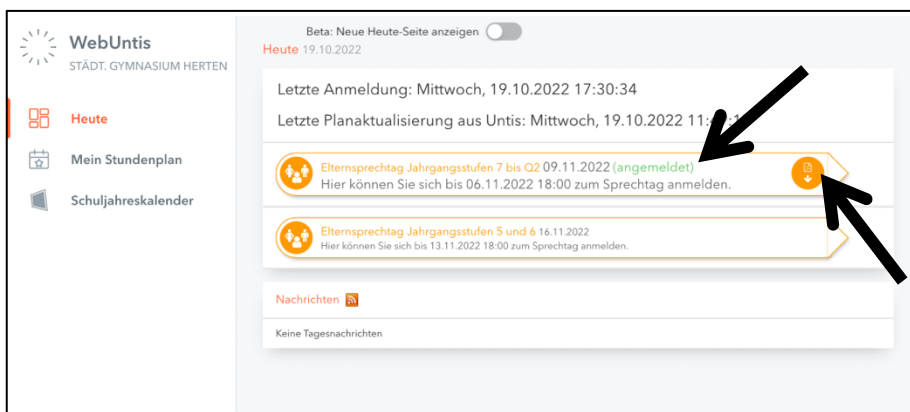 WebUntis
STÄDT. GYMNASIUM HERTEN
Heute
Mein Stundenplan
Schuljahreskalender
Beta: Neue Heute-Seite anzeigen
Heute 19.10.2022
Letzte Anmeldung: Mittwoch, 19.10.2022 17:30:34
Letzte Planaktualisierung aus Untis: Mittwoch, 19.10.2022
Elternsprechtag Jahrgangsstufen 7 bis Q2 09.11.2022 (angemeldet)
Hier können Sie sich bis 06.11.2022 18:00 zum Sprechtag anmelden.
Elternsprechtag Jahrgangsstufen 5 und 6 16.11.2022
Hier können Sie sich bis 13.11.2022 18:00 zum Sprechtag anmelden.
Nachrichten
Keine Tagesnachrichten